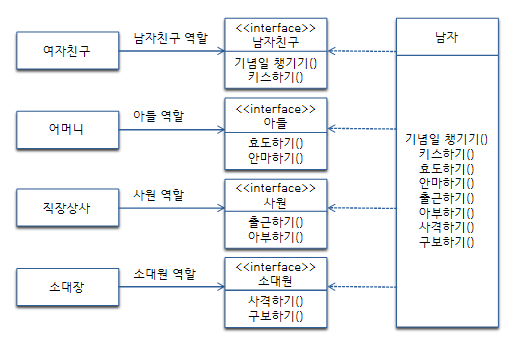 여자친구
남자친구 역할
<<interface>>
남자친구
기념일 챙기기()
키스하기()
어머니
아들 역할
<<interface>>
아들
효도하기()
안마하기()
직장상사
사원 역할
<<interface>>
사원
출근하기()
아부하기()
소대장
소대원 역할
<<interface>>
소대원
사격하기()
구보하기()
남자
기념일 챙기기()
키스하기()
효도하기()
안마하기()
출근하기()
아부하기()
사격하기()
구보하기()